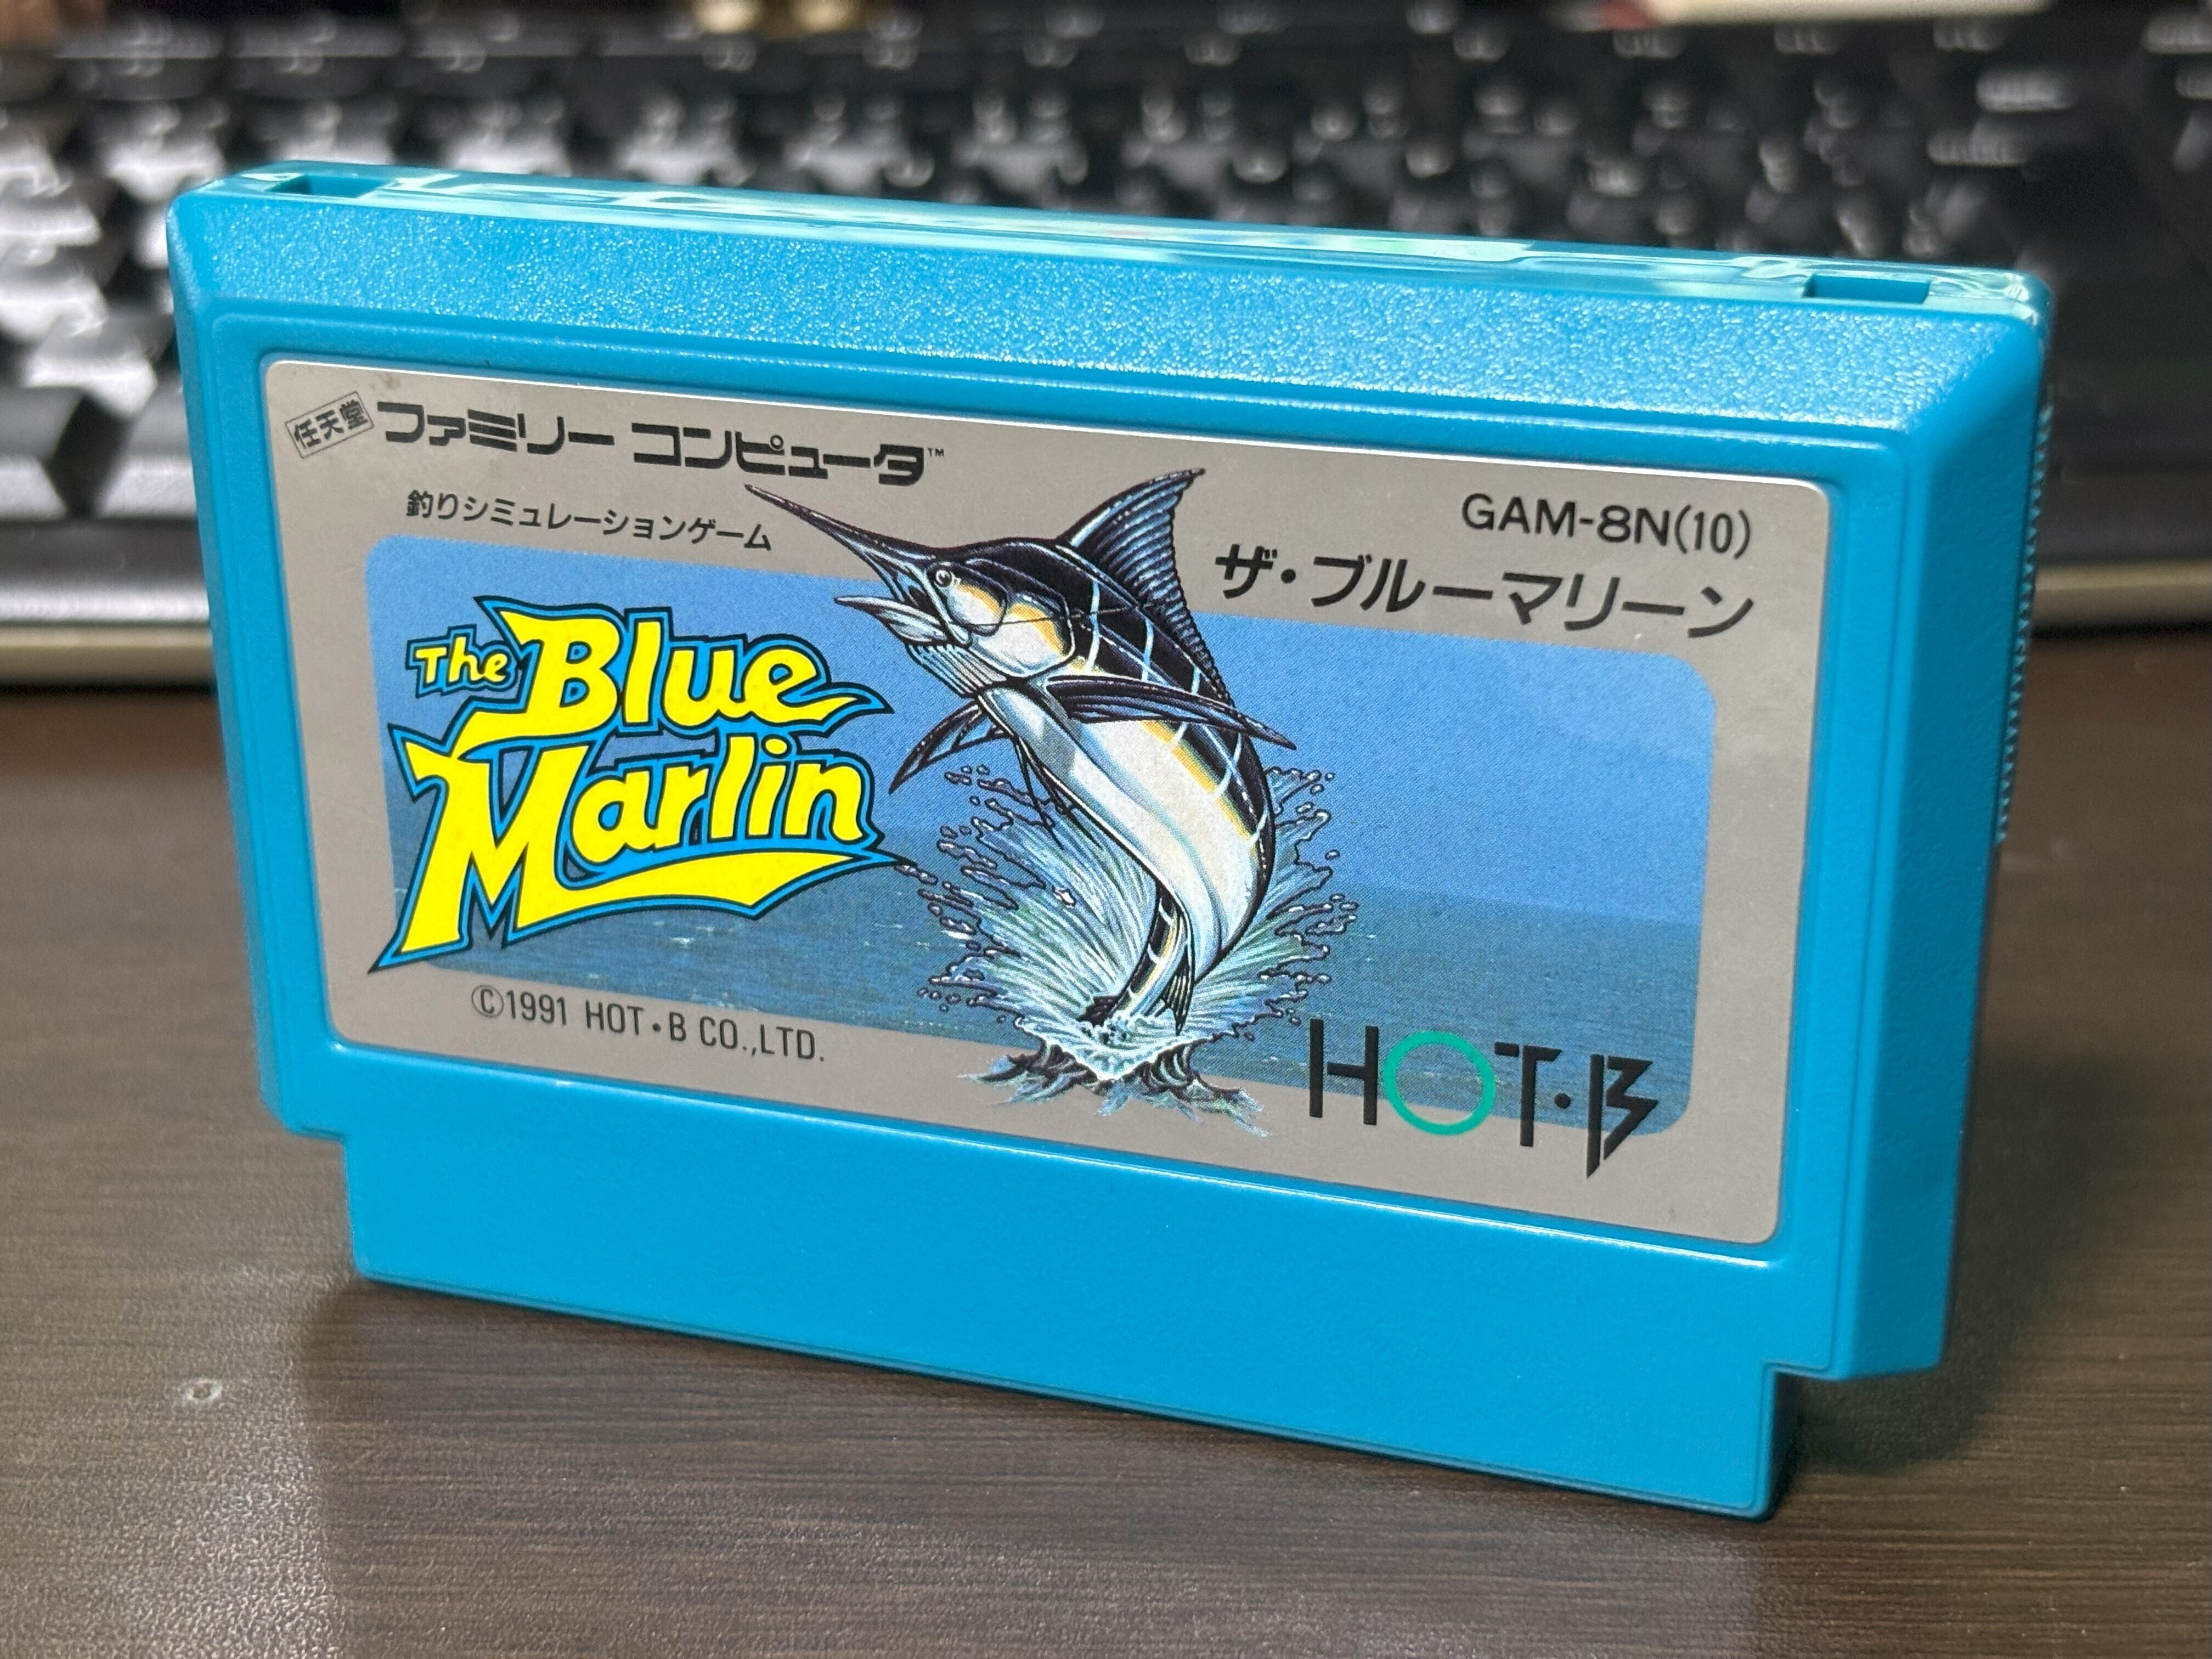 任天堂 ファミリー コンピュータ™
釣りシミュレーションゲーム
GAM-8N(10)
ザ・ブルーマリーン
The Blue
Marlin
©1991 HOT・B CO.,LTD.
HOT・B